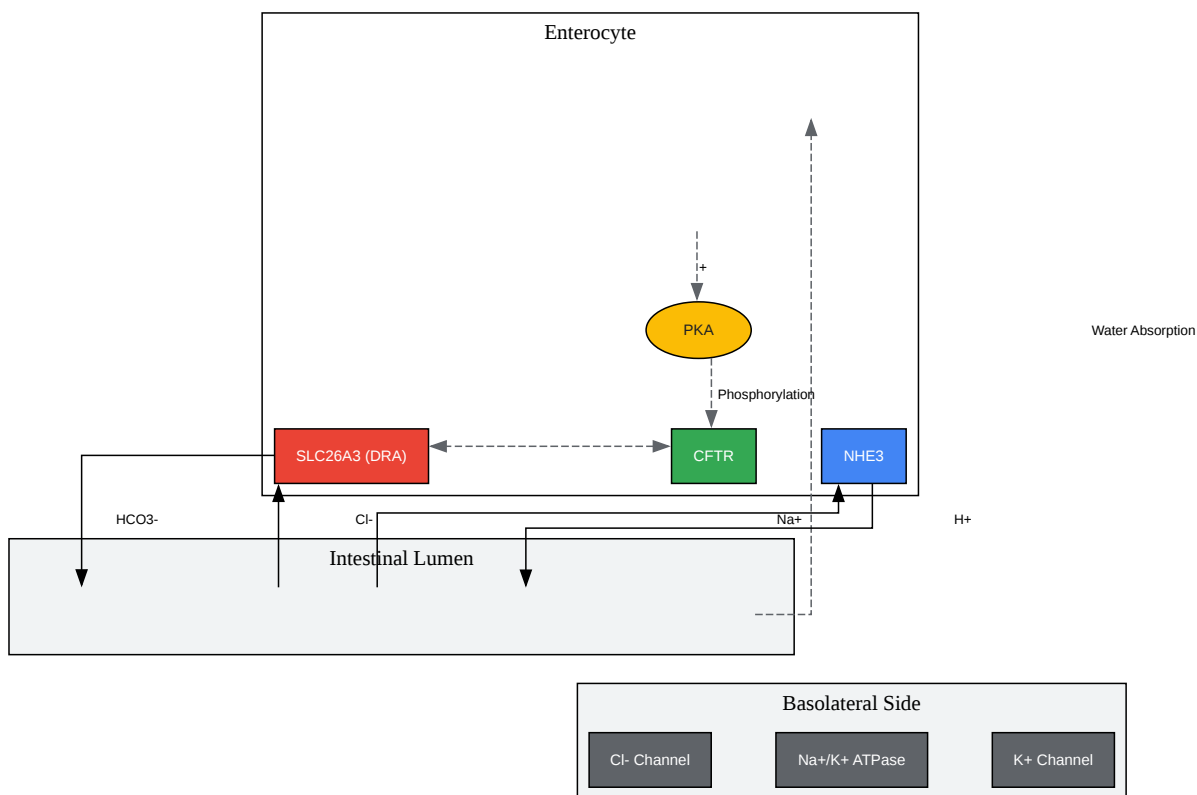 Enterocyte
+
PKA
Water Absorption
Phosphorylation
SLC26A3 (DRA)
CFTR
NHE3
HCO3-
Cl-
Na+
H+
Intestinal Lumen
Basolateral Side
Cl- Channel
Na+/K+ ATPase
K+ Channel